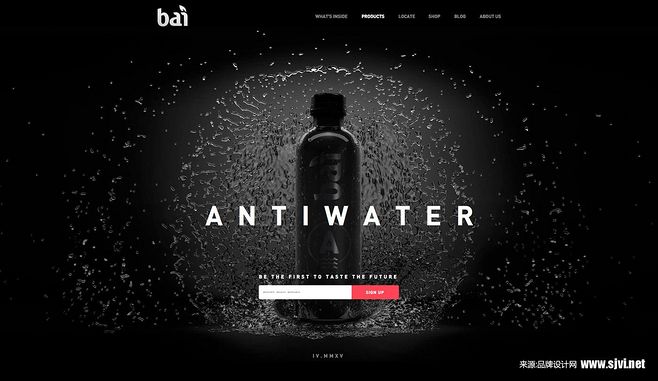 bai
WHAT'S INSIDE PRODUCTS LOCATE SHOP BLOG ABOUT US
bai
ANTIWATER
BE THE FIRST TO TASTE THE FUTURE
SIGN UP
IV.MMXV
来源:品牌设计网 www.sjvi.net